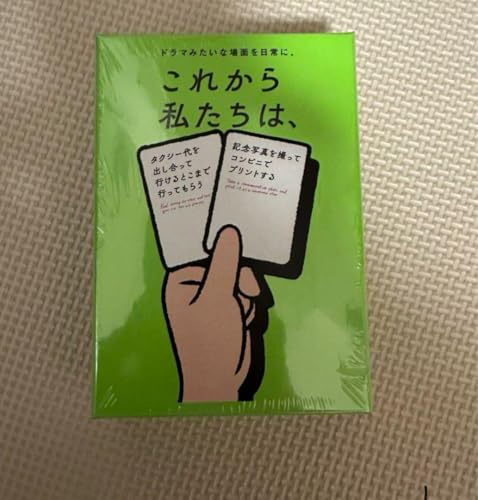 ドラマみたいな場面を日常に。
これから
私たちは、
タクシー代を
出し合って
行けるとこまで
行ってもらう
記念写真を撮って
コンビニで
プリントする